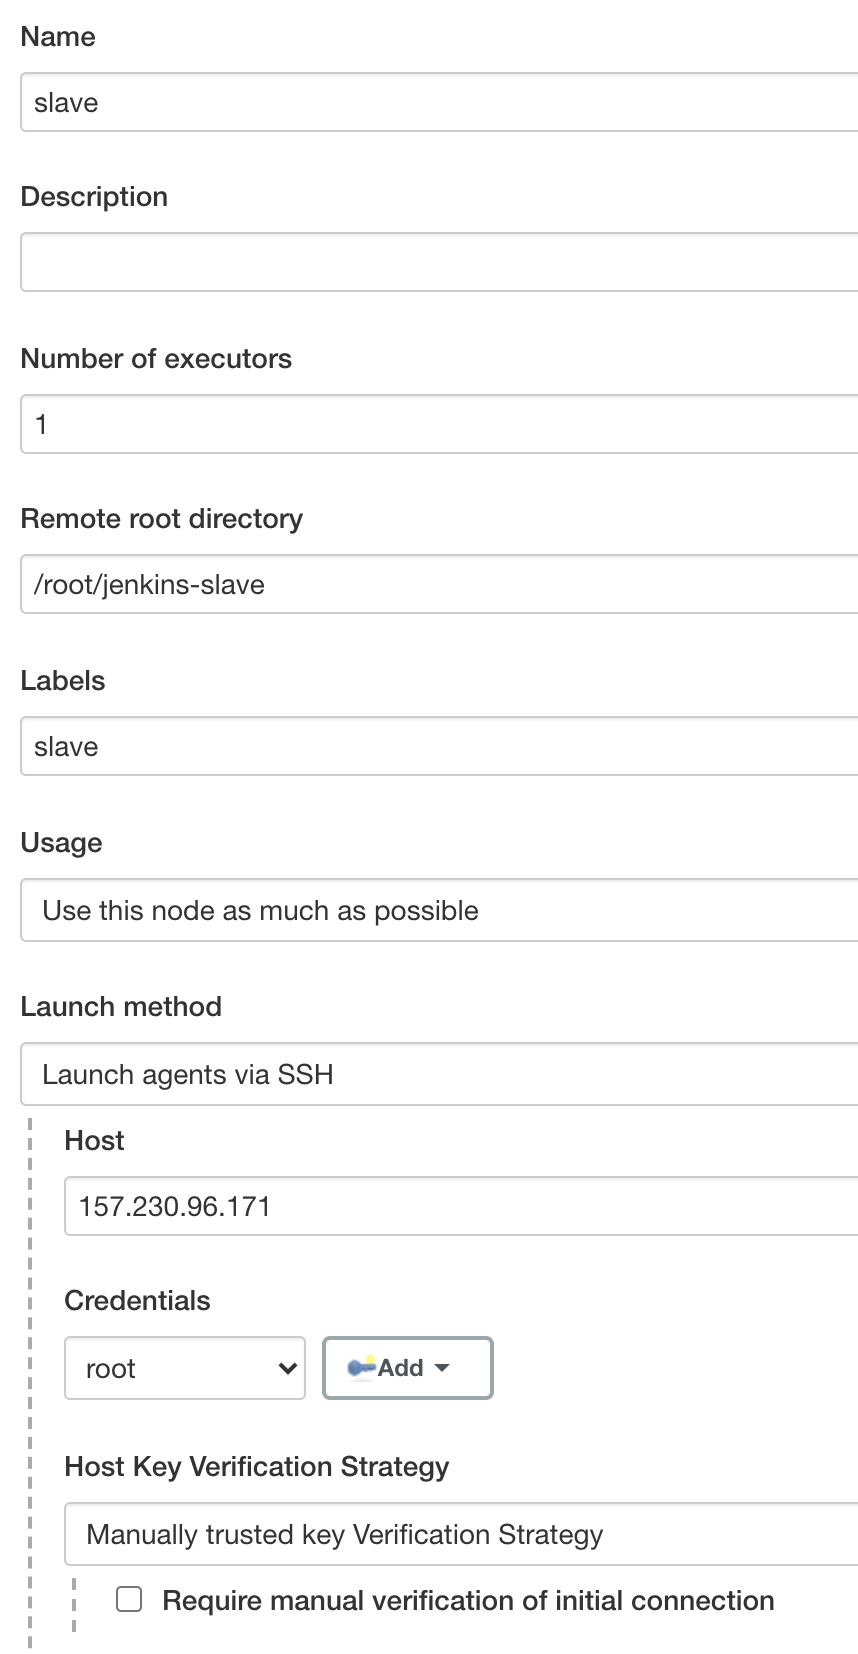 Name
slave
Description
Number of executors
1
Remote root directory
/root/jenkins-slave
Labels
slave
Usage
Use this node as much as possible
Launch method
Launch agents via SSH
Host
157.230.96.171
Credentials
root Add
Host Key Verification Strategy
Manually trusted key Verification Strategy
Require manual verification of initial connection